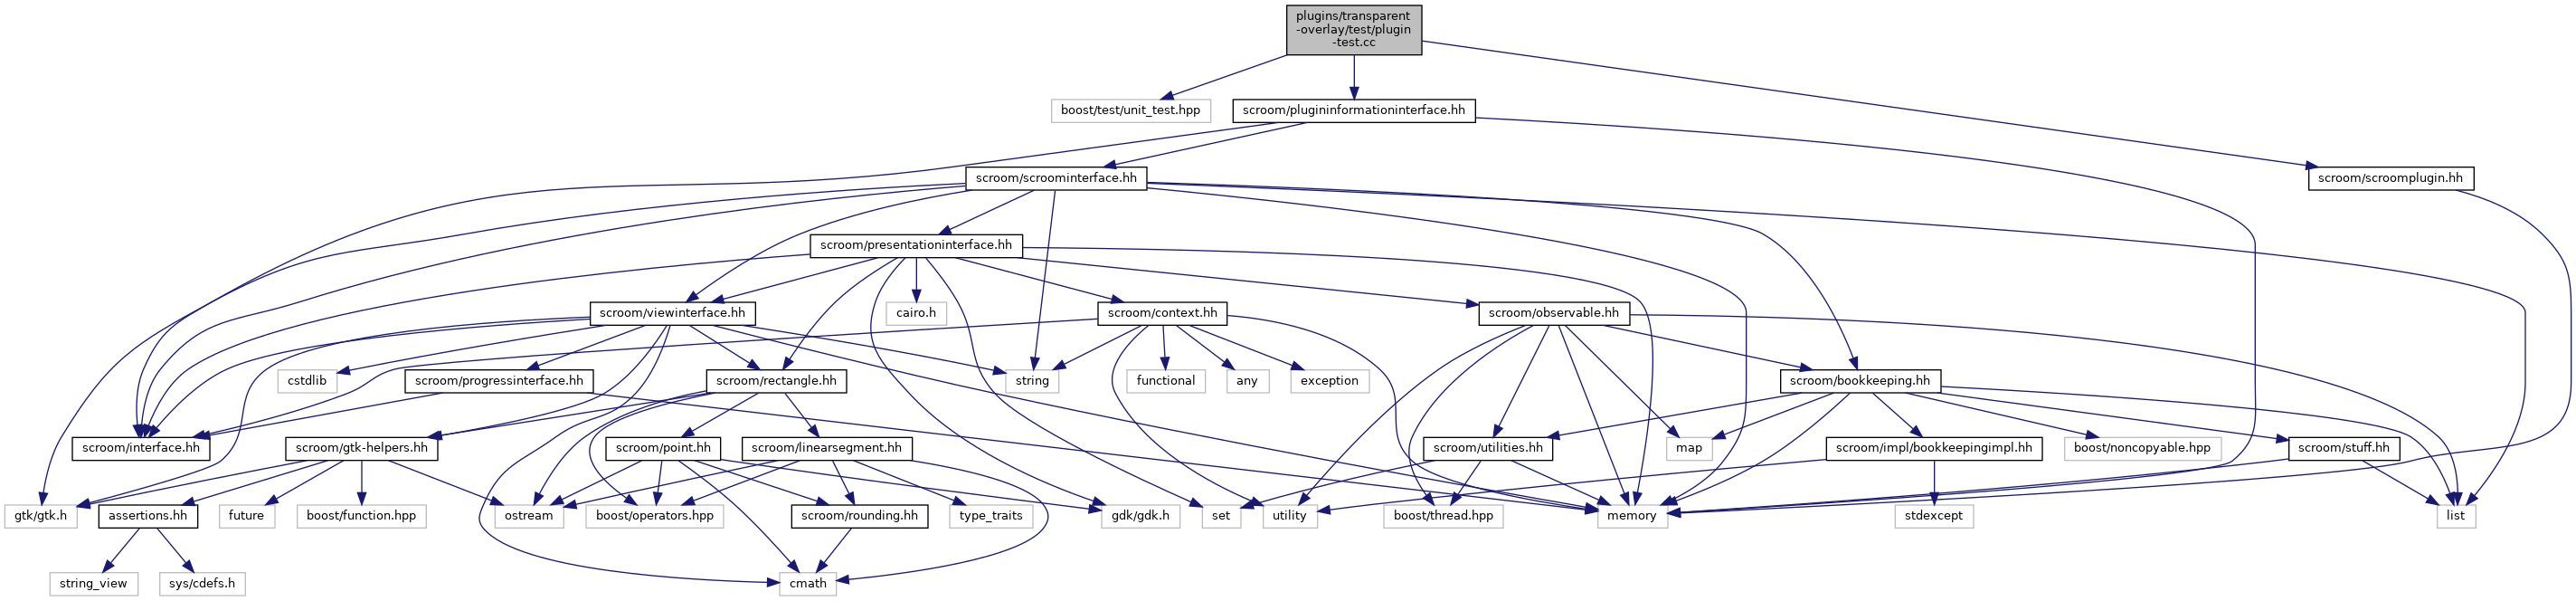 plugins/transparent
-overlay/test/plugin
-test.cc
boost/test/unit_test.hpp
scroom/plugininformationinterface.hh
scroom/scroominterface.hh
scroom/scroomplugin.hh
scroom/presentationinterface.hh
scroom/viewinterface.hh
cairo.h
scroom/context.hh
scroom/observable.hh
cstdlib
scroom/progressinterface.hh
scroom/rectangle.hh
string
functional
any
exception
scroom/bookkeeping.hh
scroom/interface.hh
scroom/gtk-helpers.hh
scroom/point.hh
scroom/linearsegment.hh
scroom/utilities.hh
map
scroom/impl/bookkeepingimpl.hh
boost/noncopyable.hpp
scroom/stuff.hh
gtk/gtk.h
assertions.hh
future
boost/function.hpp
ostream
boost/operators.hpp
scroom/rounding.hh
type_traits
gdk/gdk.h
set
utility
boost/thread.hpp
memory
stdexcept
list
string_view
sys/cdefs.h
cmath